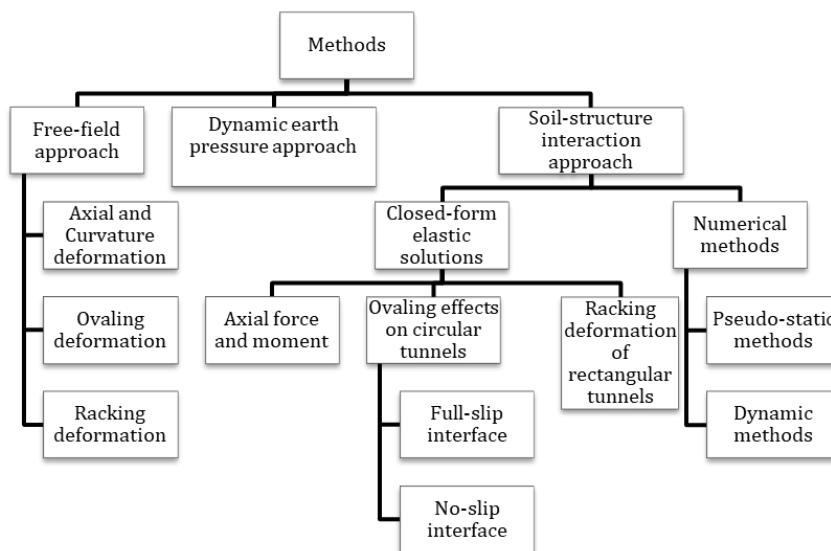 Methods
Free-field
approach
Dynamic earth
pressure approach
Soil-structure
interaction
approach
Axial and
Curvature
deformation
Ovaling
deformation
Racking
deformation
Closed-form
elastic
solutions
Numerical
methods
Axial force
and moment
Ovaling effects
on circular
tunnels
Racking
deformation
of
rectangular
tunnels
Full-slip
interface
No-slip
interface
Pseudo-static
methods
Dynamic
methods